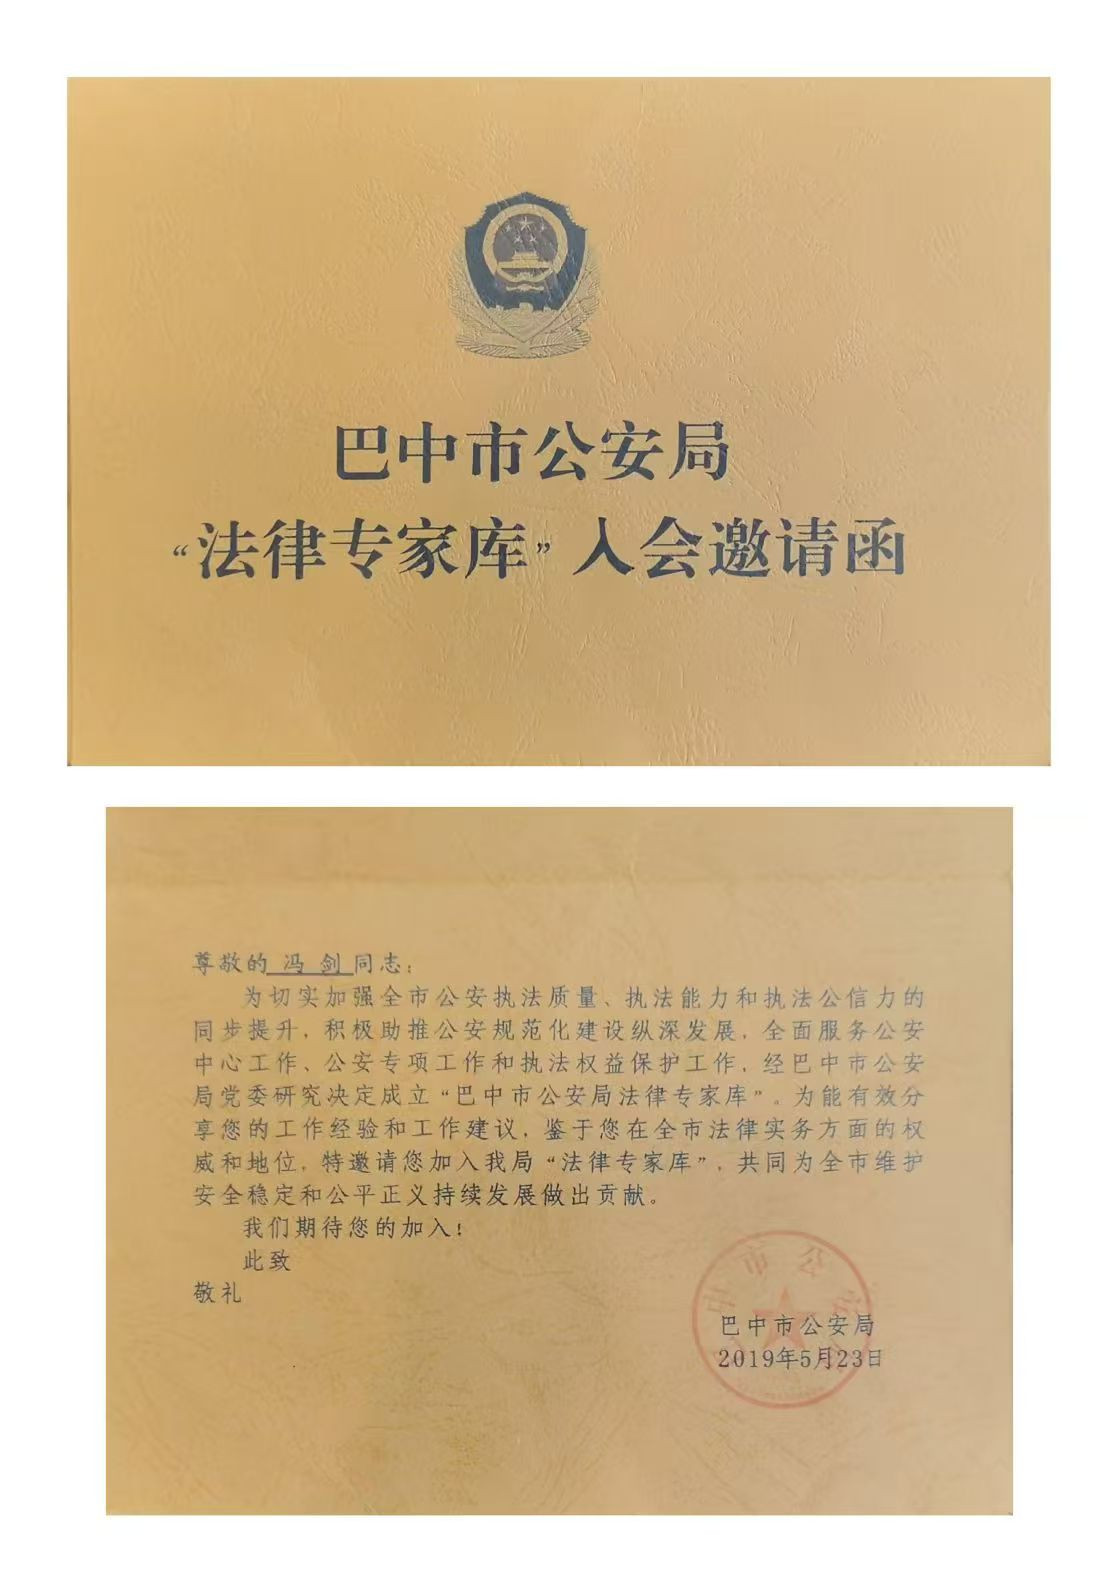 巴中市公安局
“法律专家库”入会邀请函
尊敬的 冯 剑 同志：
为切实加强全市公安执法质量、执法能力和执法公信力的
同步提升，积极助推公安规范化建设纵深发展，全面服务公安
中心工作、公安专项工作和执法权益保护工作，经巴中市公安
局党委研究决定成立“巴中市公安局法律专家库”。为能有效分
享您的工作经验和工作建议，鉴于您在全市法律实务方面的权
威和地位，特邀请您加入我局“法律专家库”，共同为全市维护
安全稳定和公平正义持续发展做出贡献。
我们期待您的加入！
此致
敬礼
巴中市公安局
2019年5月23日